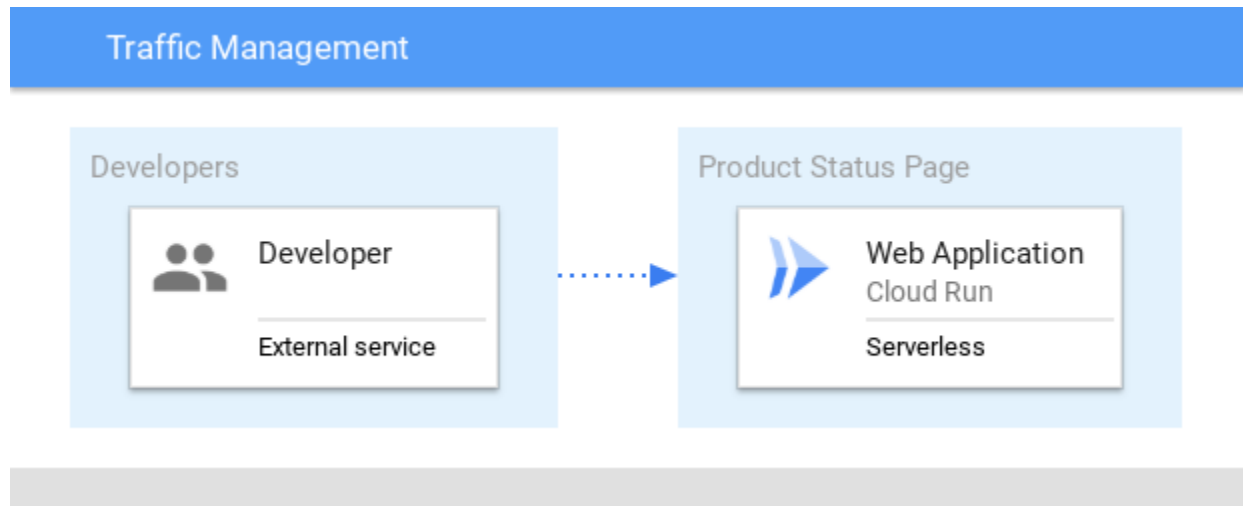 Traffic Management
Developers
Developer
External service
Product Status Page
Web Application
Cloud Run
Serverless